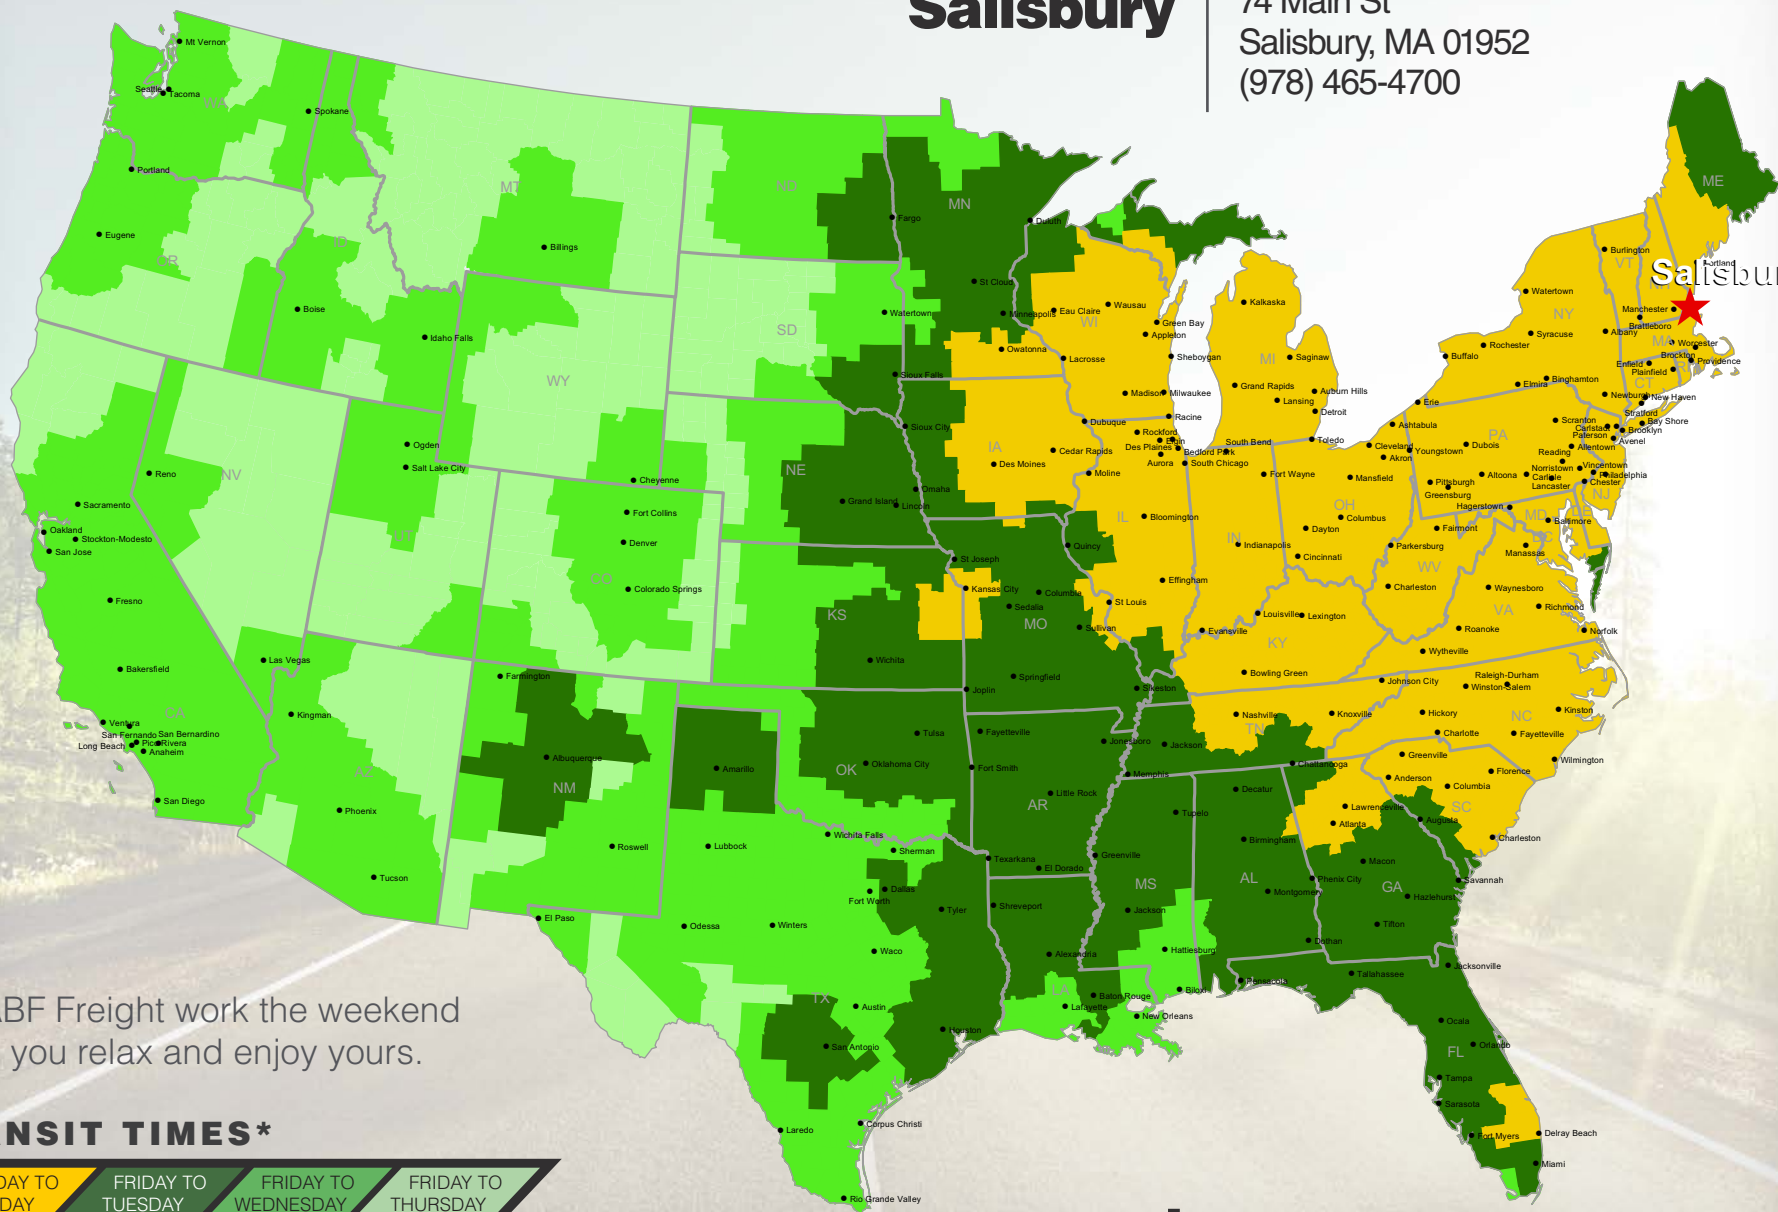 Salisbury
74 Main St
Salisbury, MA 01952
(978) 465-4700
Mt Vernon
Seattle
Tacoma
WA
Spokane
Portland
Eugene
OR
ID
Boise
Idaho Falls
MT
Billings
ND
Fargo
MN
Duluth
St Cloud
Minneapolis
Owatonna
SD
Watertown
Sioux Falls
WY
Cheyenne
NE
Sioux City
Omaha
Grand Island
Lincoln
IA
Cedar Rapids
Des Moines
Dubuque
Moline
WI
Eau Claire
Wausau
Green Bay
Appleton
Lacrosse
Sheboygan
Madison
Milwaukee
Racine
MI
Kalkaska
Saginaw
Grand Rapids
Lansing
Auburn Hills
Detroit
IL
Rockford
Elgin
Des Plaines
Bedford Park
Aurora
South Chicago
Bloomington
Quincy
Effingham
IN
South Bend
Fort Wayne
Indianapolis
Evansville
OH
Toledo
Cleveland
Akron
Youngstown
Ashtabula
Mansfield
Columbus
Dayton
Cincinnati
ME
Portland
Salisbu
VT
Burlington
Manchester
Brattleboro
NY
Watertown
Syracuse
Rochester
Buffalo
Albany
Binghamton
Elmira
Newburgh
MA
Worcester
Brockton
Providence
Enfield
Plainfield
CT
RI
New Haven
Stratford
Bay Shore
Brooklyn
Carlstadt
Paterson
Avenel
PA
Erie
Scranton
Dubois
Allentown
Reading
Norristown
Vincentown
Philadelphia
Altoona
Carlisle
Lancaster
Chester
Pittsburgh
Greensburg
NJ
Hagerstown
MD
DE
Baltimore
DC
Manassas
WV
Fairmont
Parkersburg
Charleston
VA
Waynesboro
Richmond
Roanoke
Norfolk
Wytheville
KY
Louisville
Lexington
Bowling Green
TN
Johnson City
Nashville
Knoxville
Jackson
Memphis
Chattanooga
NC
Raleigh-Durham
Winston-Salem
Hickory
Kinston
Charlotte
Fayetteville
Wilmington
SC
Greenville
Anderson
Florence
Columbia
Charleston
GA
Lawrenceville
Atlanta
Augusta
Macon
Savannah
Hazlehurst
Tifton
AL
Decatur
Birmingham
Phenix City
Montgomery
Dothan
MS
Tupelo
Greenville
Jackson
Hattiesburg
Biloxi
FL
Pensacola
Tallahassee
Jacksonville
Ocala
Orlando
Tampa
Sarasota
Fort Myers
Delray Beach
Miami
LA
Shreveport
Alexandria
Baton Rouge
Lafayette
New Orleans
AR
Fayetteville
Jonesboro
Fort Smith
Little Rock
Texarkana
El Dorado
MO
St Joseph
Kansas City
Columbia
Sedalia
St Louis
Sullivan
Springfield
Joplin
Sikeston
KS
Wichita
OK
Tulsa
Oklahoma City
TX
Amarillo
Wichita Falls
Sherman
Lubbock
Dallas
Fort Worth
Tyler
El Paso
Odessa
Winters
Waco
Austin
Houston
San Antonio
Corpus Christi
Laredo
Rio Grande Valley
NM
Farmington
Albuquerque
Roswell
CO
Fort Collins
Denver
Colorado Springs
UT
Ogden
Salt Lake City
NV
Reno
Las Vegas
AZ
Kingman
Phoenix
Tucson
CA
Sacramento
Oakland
Stockton-Modesto
San Jose
Fresno
Bakersfield
Ventura
San Fernando
San Bernardino
Pico Rivera
Long Beach
Anaheim
San Diego
ABF Freight work the weekend
you relax and enjoy yours.
NSIT TIMES*
DAY TO
DAY
FRIDAY TO
TUESDAY
FRIDAY TO
WEDNESDAY
FRIDAY TO
THURSDAY